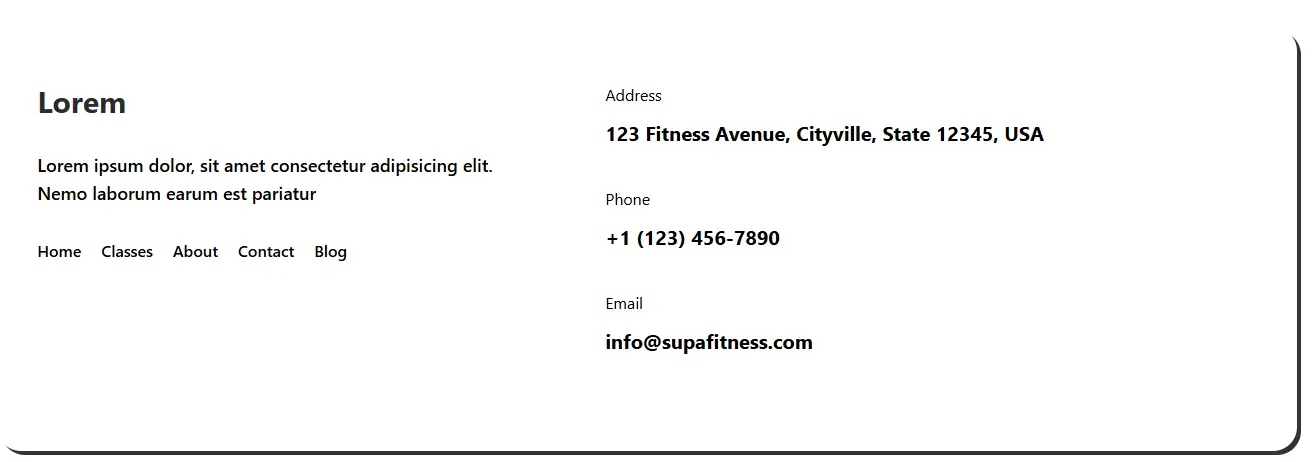 Lorem
Lorem ipsum dolor, sit amet consectetur adipisicing elit.
Nemo laborum earum est pariatur
Home Classes About Contact Blog
Address
123 Fitness Avenue, Cityville, State 12345, USA
Phone
+1 (123) 456-7890
Email
info@supafitness.com